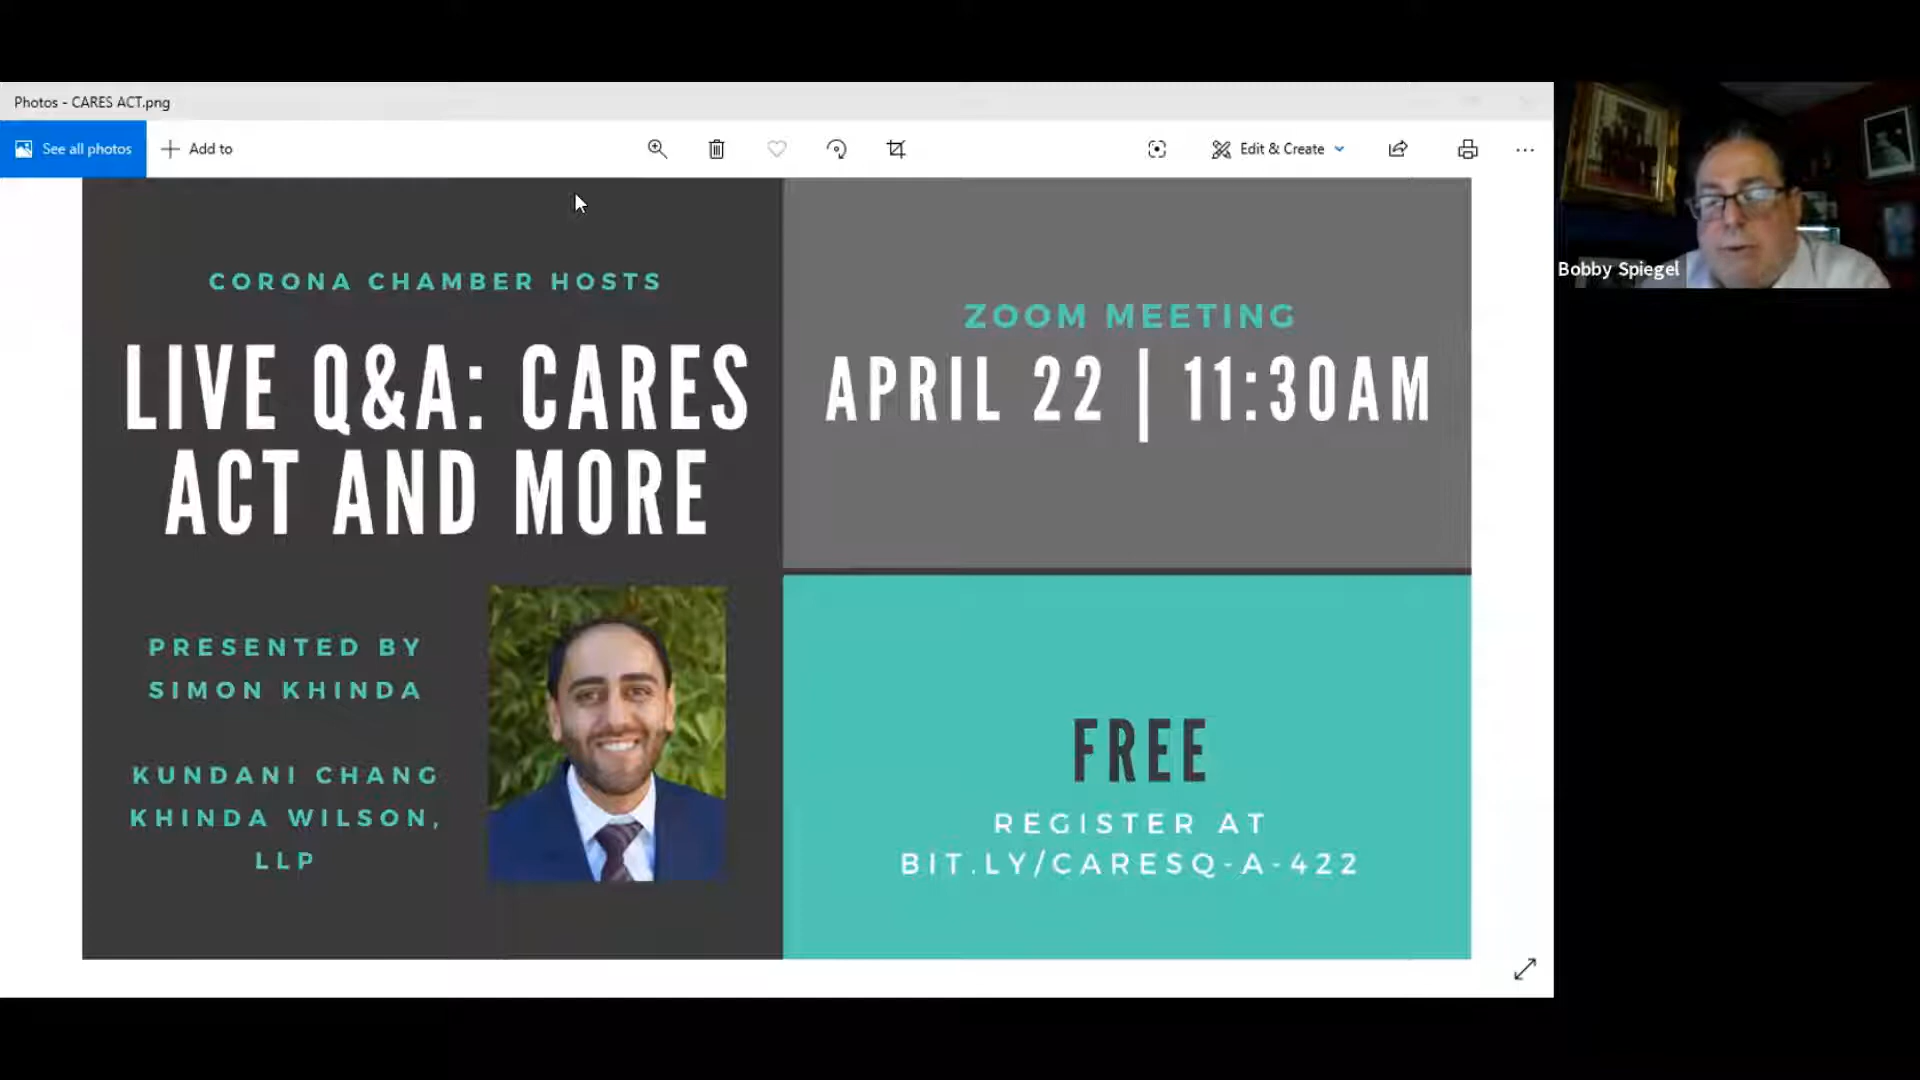 Photos - CARES ACT.png
See all photos
Add to
Edit & Create
CORONA CHAMBER HOSTS
LIVE Q&A: CARES
ACT AND MORE
PRESENTED BY
SIMON KHINDA
KUNDANI CHANG
KHINDA WILSON,
LLP
ZOOM MEETING
APRIL 22 | 11:30AM
FREE
REGISTER AT
BIT.LY/CARESQ-A-422
Bobby Spiegel